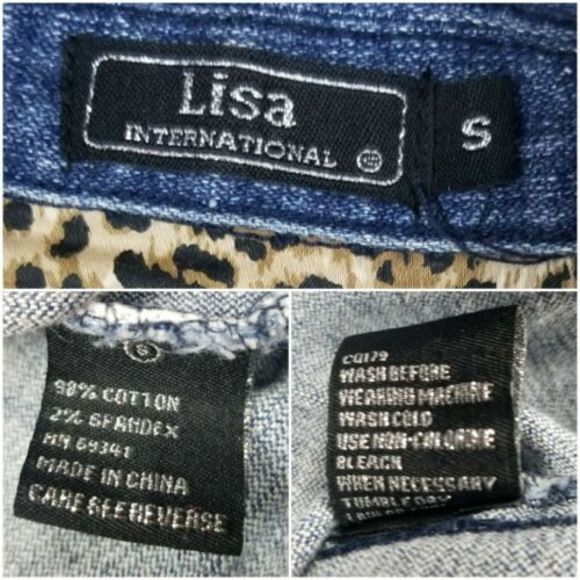 Lisa
INTERNATIONAL
S
S
98% COTTON
2% SPANDEX
RN 69341
MADE IN CHINA
CARE SEE REVERSE
CQ179
WASH BEFORE
WEARING MACHINE
WASH COLD
USE NON-CHLORINE
BLEACH
WHEN NECESSARY
TUMBLE DRY